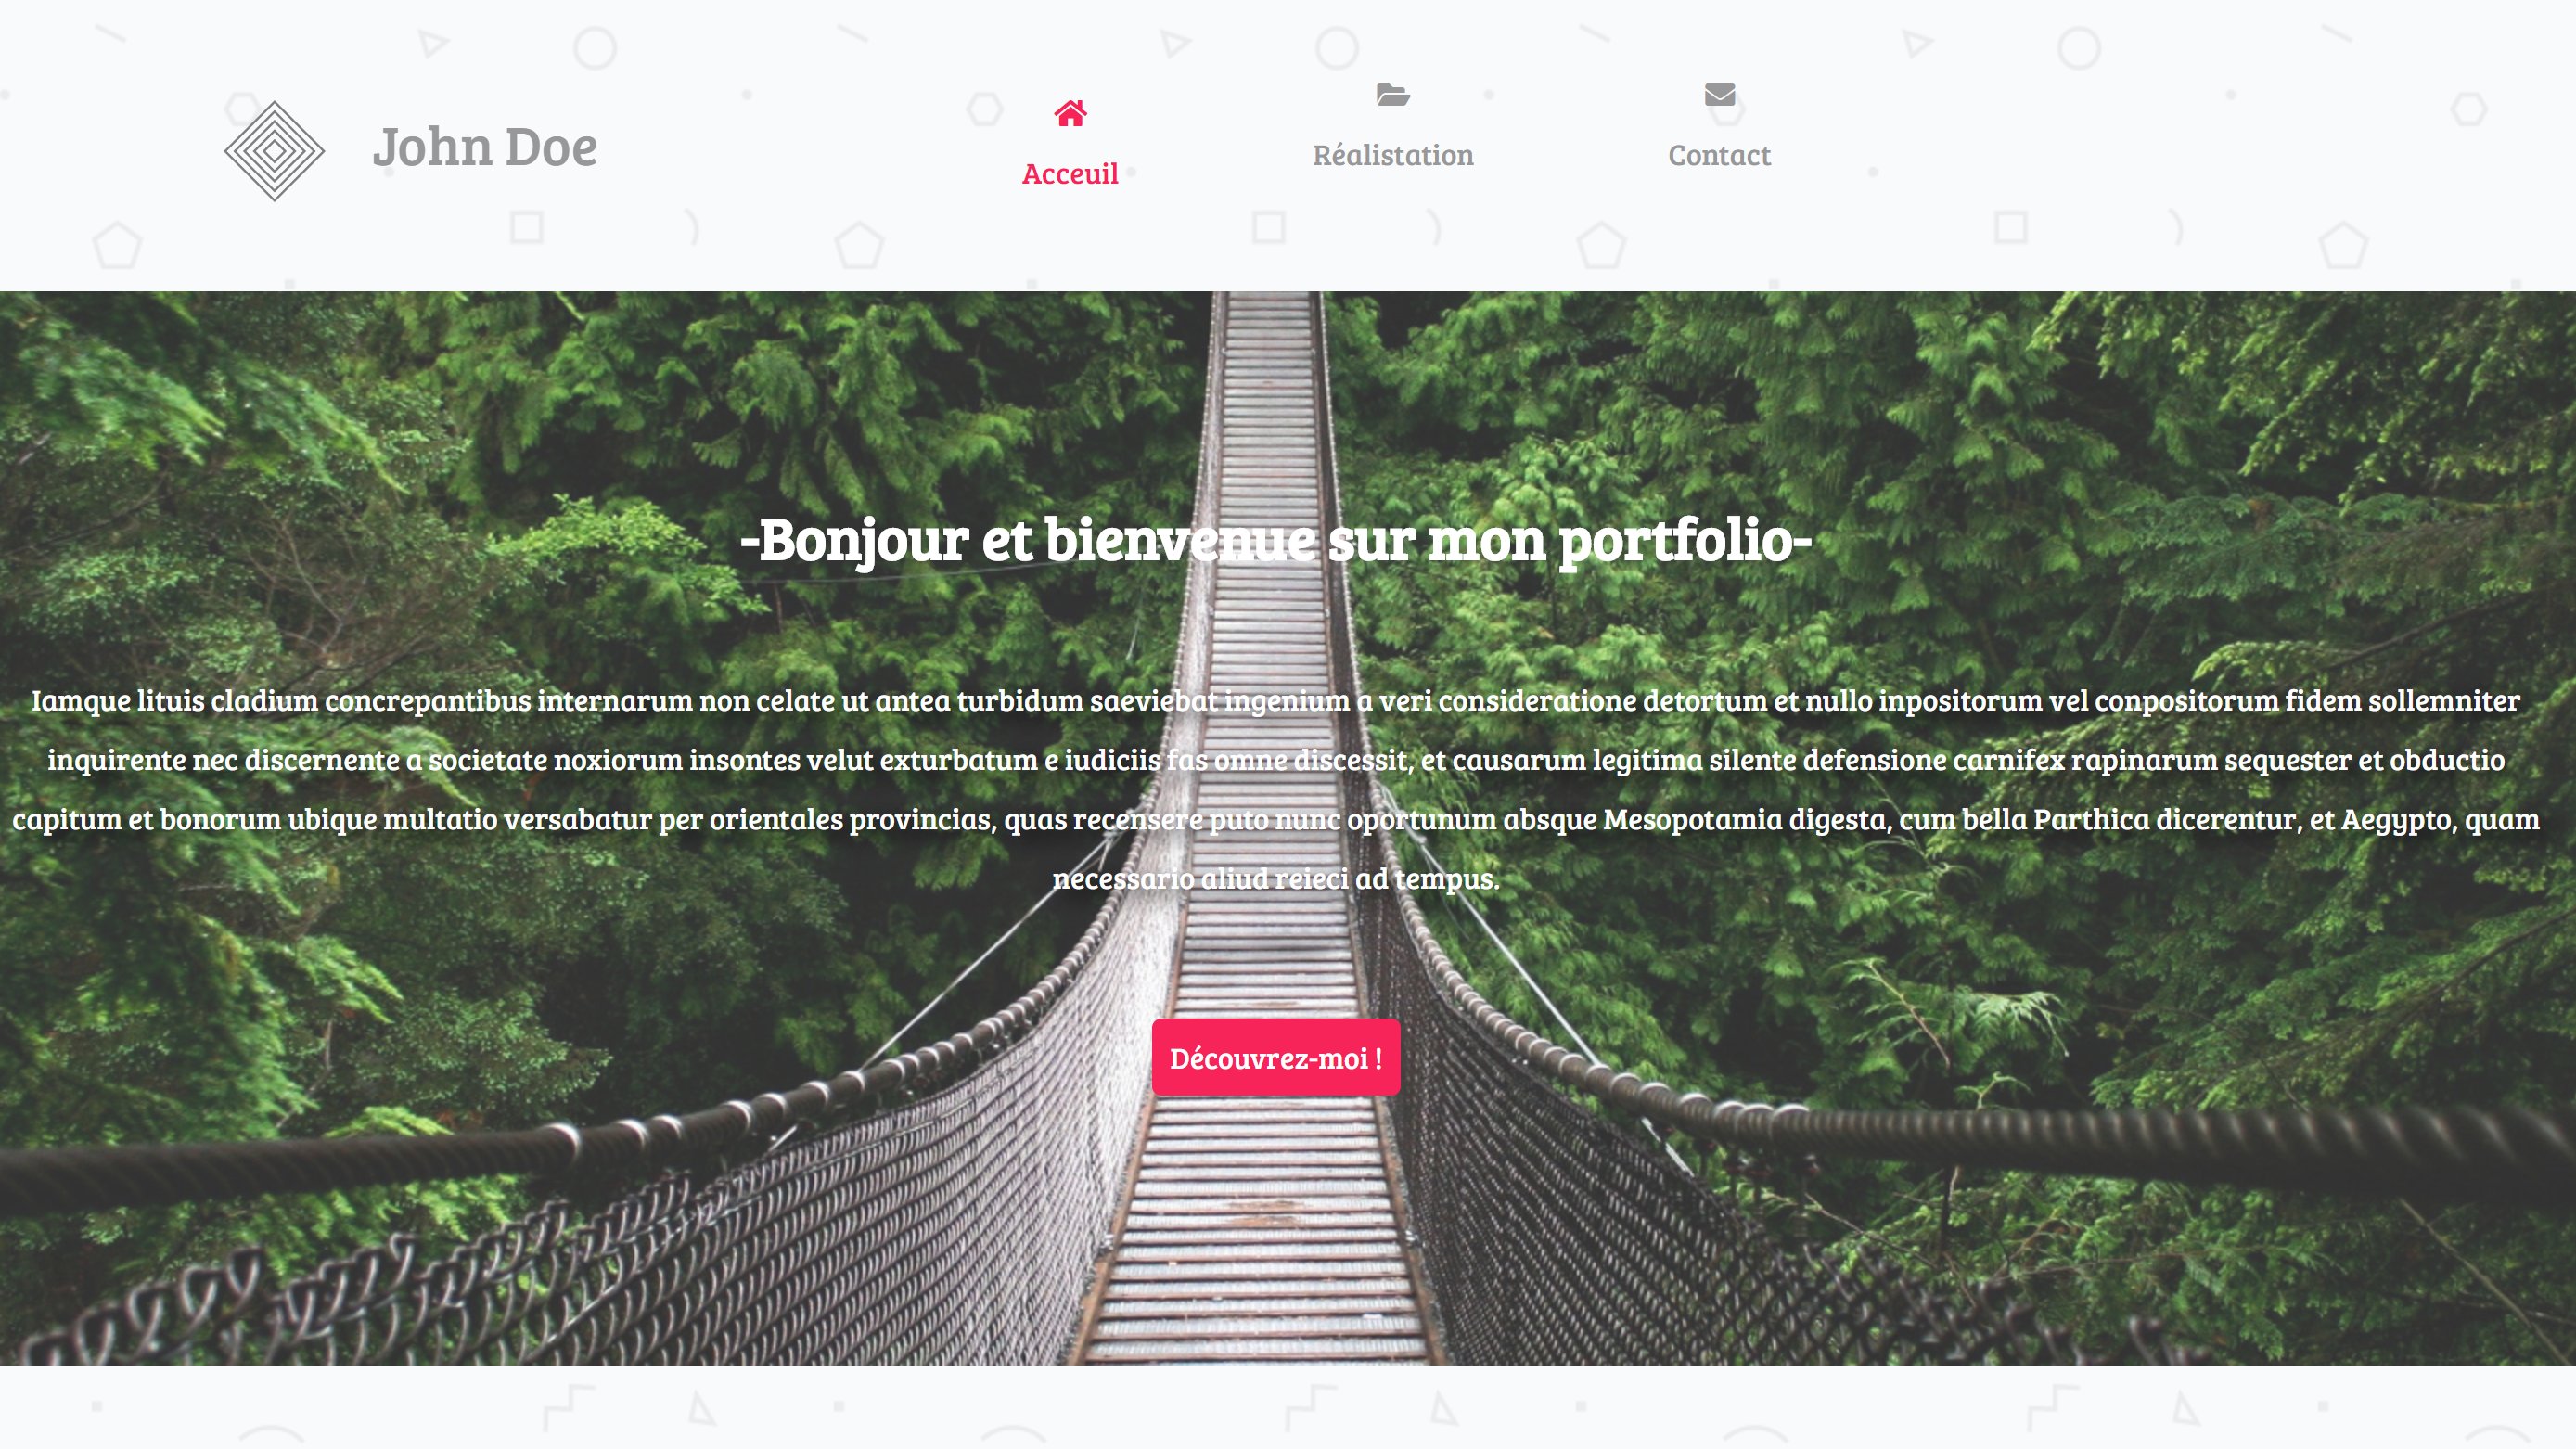 John Doe
Acceuil
Réalistation
Contact
-Bonjour et bienvenue sur mon portfolio-
Iamque lituis cladium concrepantibus internarum non celate ut antea turbidum saeviebat ingenium a veri consideratione detortum et nullo inpositorum vel conpositorum fidem sollemniter
inquirente nec discernente a societate noxiorum insontes velut exturbatum e iudiciis fas omne discessit, et causarum legitima silente defensione carnifex rapinarum sequester et obductio
capitum et bonorum ubique multatio versabatur per orientales provincias, quas recensere puto nunc oportunum absque Mesopotamia digesta, cum bella Parthica dicerentur, et Aegypto, quam
necessario aliud reieci ad tempus.
Découvrez-moi !